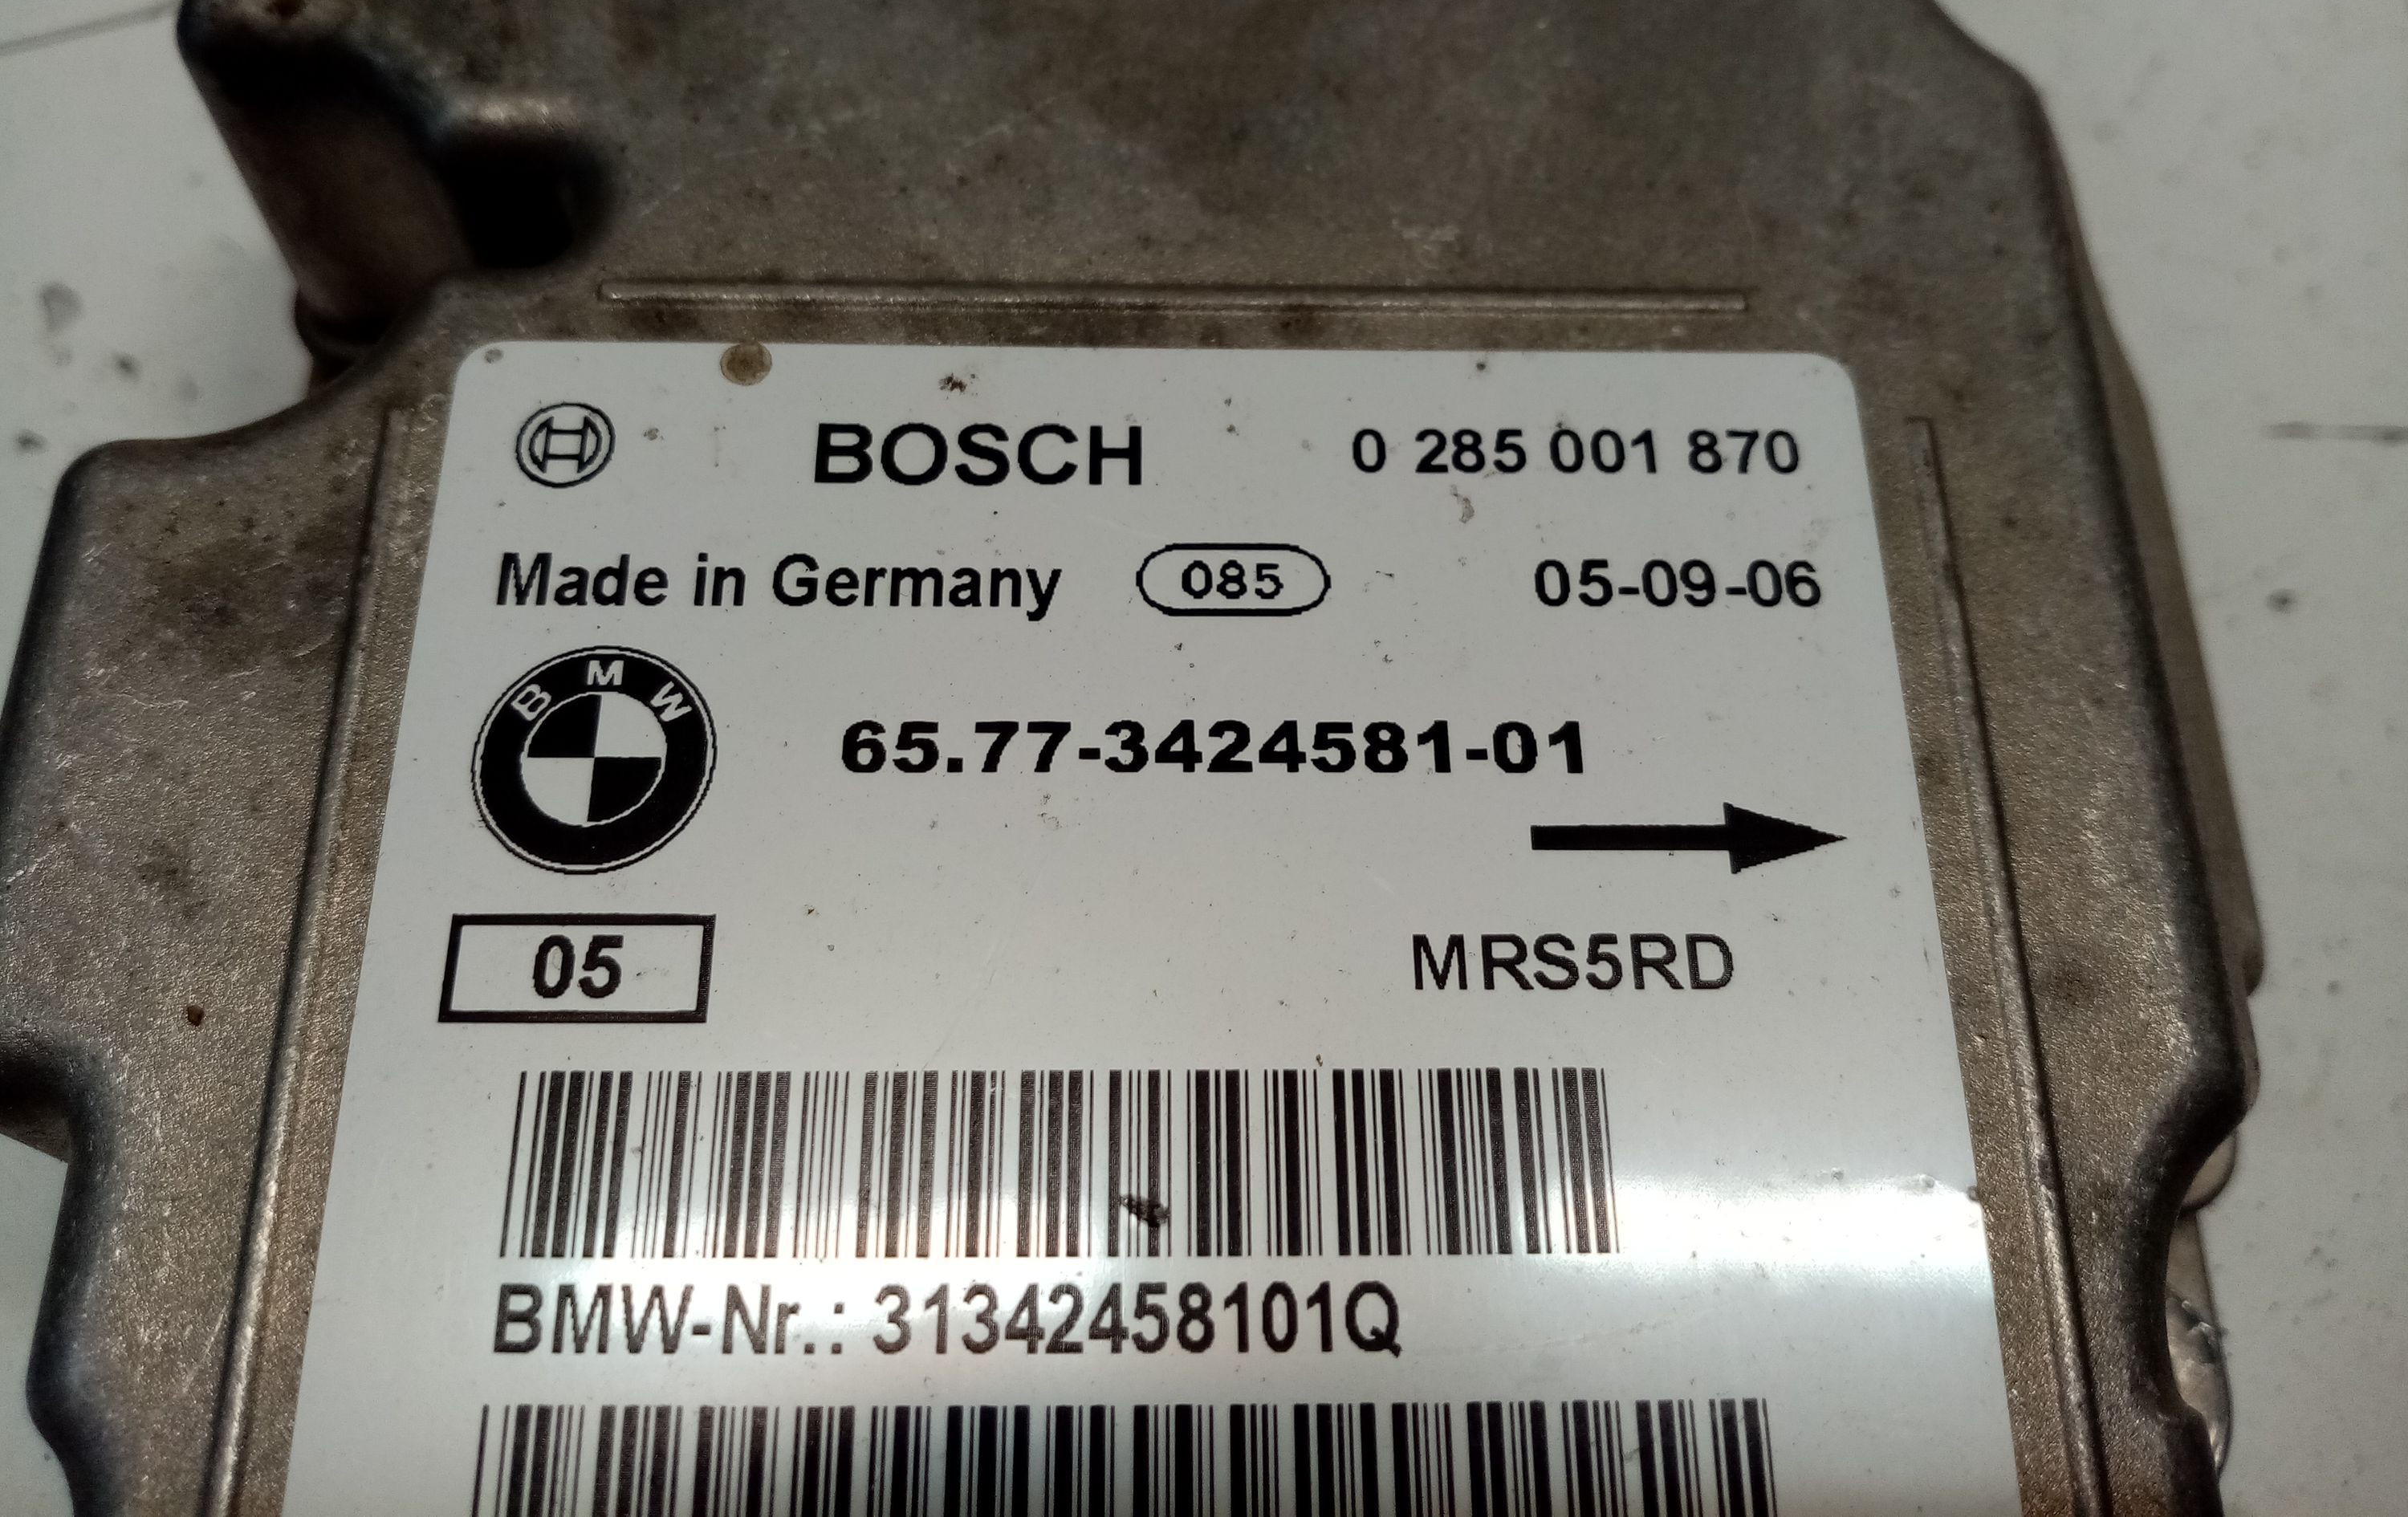 BOSCH 0 285 001 870
Made in Germany 085 05-09-06
BMW
65.77-3424581-01
05 MRS5RD
BMW-Nr.: 31342458101Q